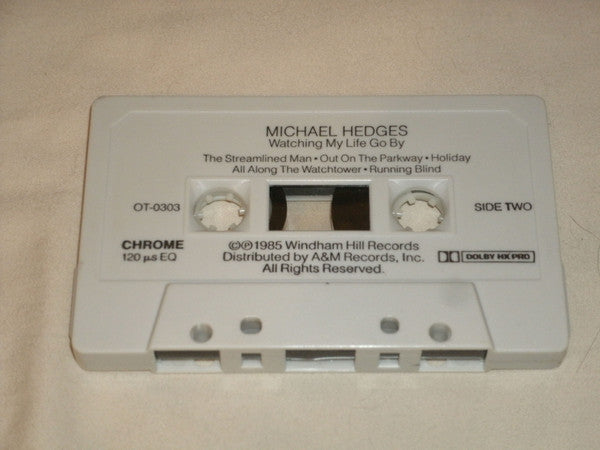 MICHAEL HEDGES
Watching My Life Go By
The Streamlined Man • Out On The Parkway • Holiday
All Along The Watchtower • Running Blind
OT-0303
SIDE TWO
CHROME
120 µs EQ
©℗1985 Windham Hill Records
Distributed by A&M Records, Inc.
All Rights Reserved.
DOLBY HX PRO